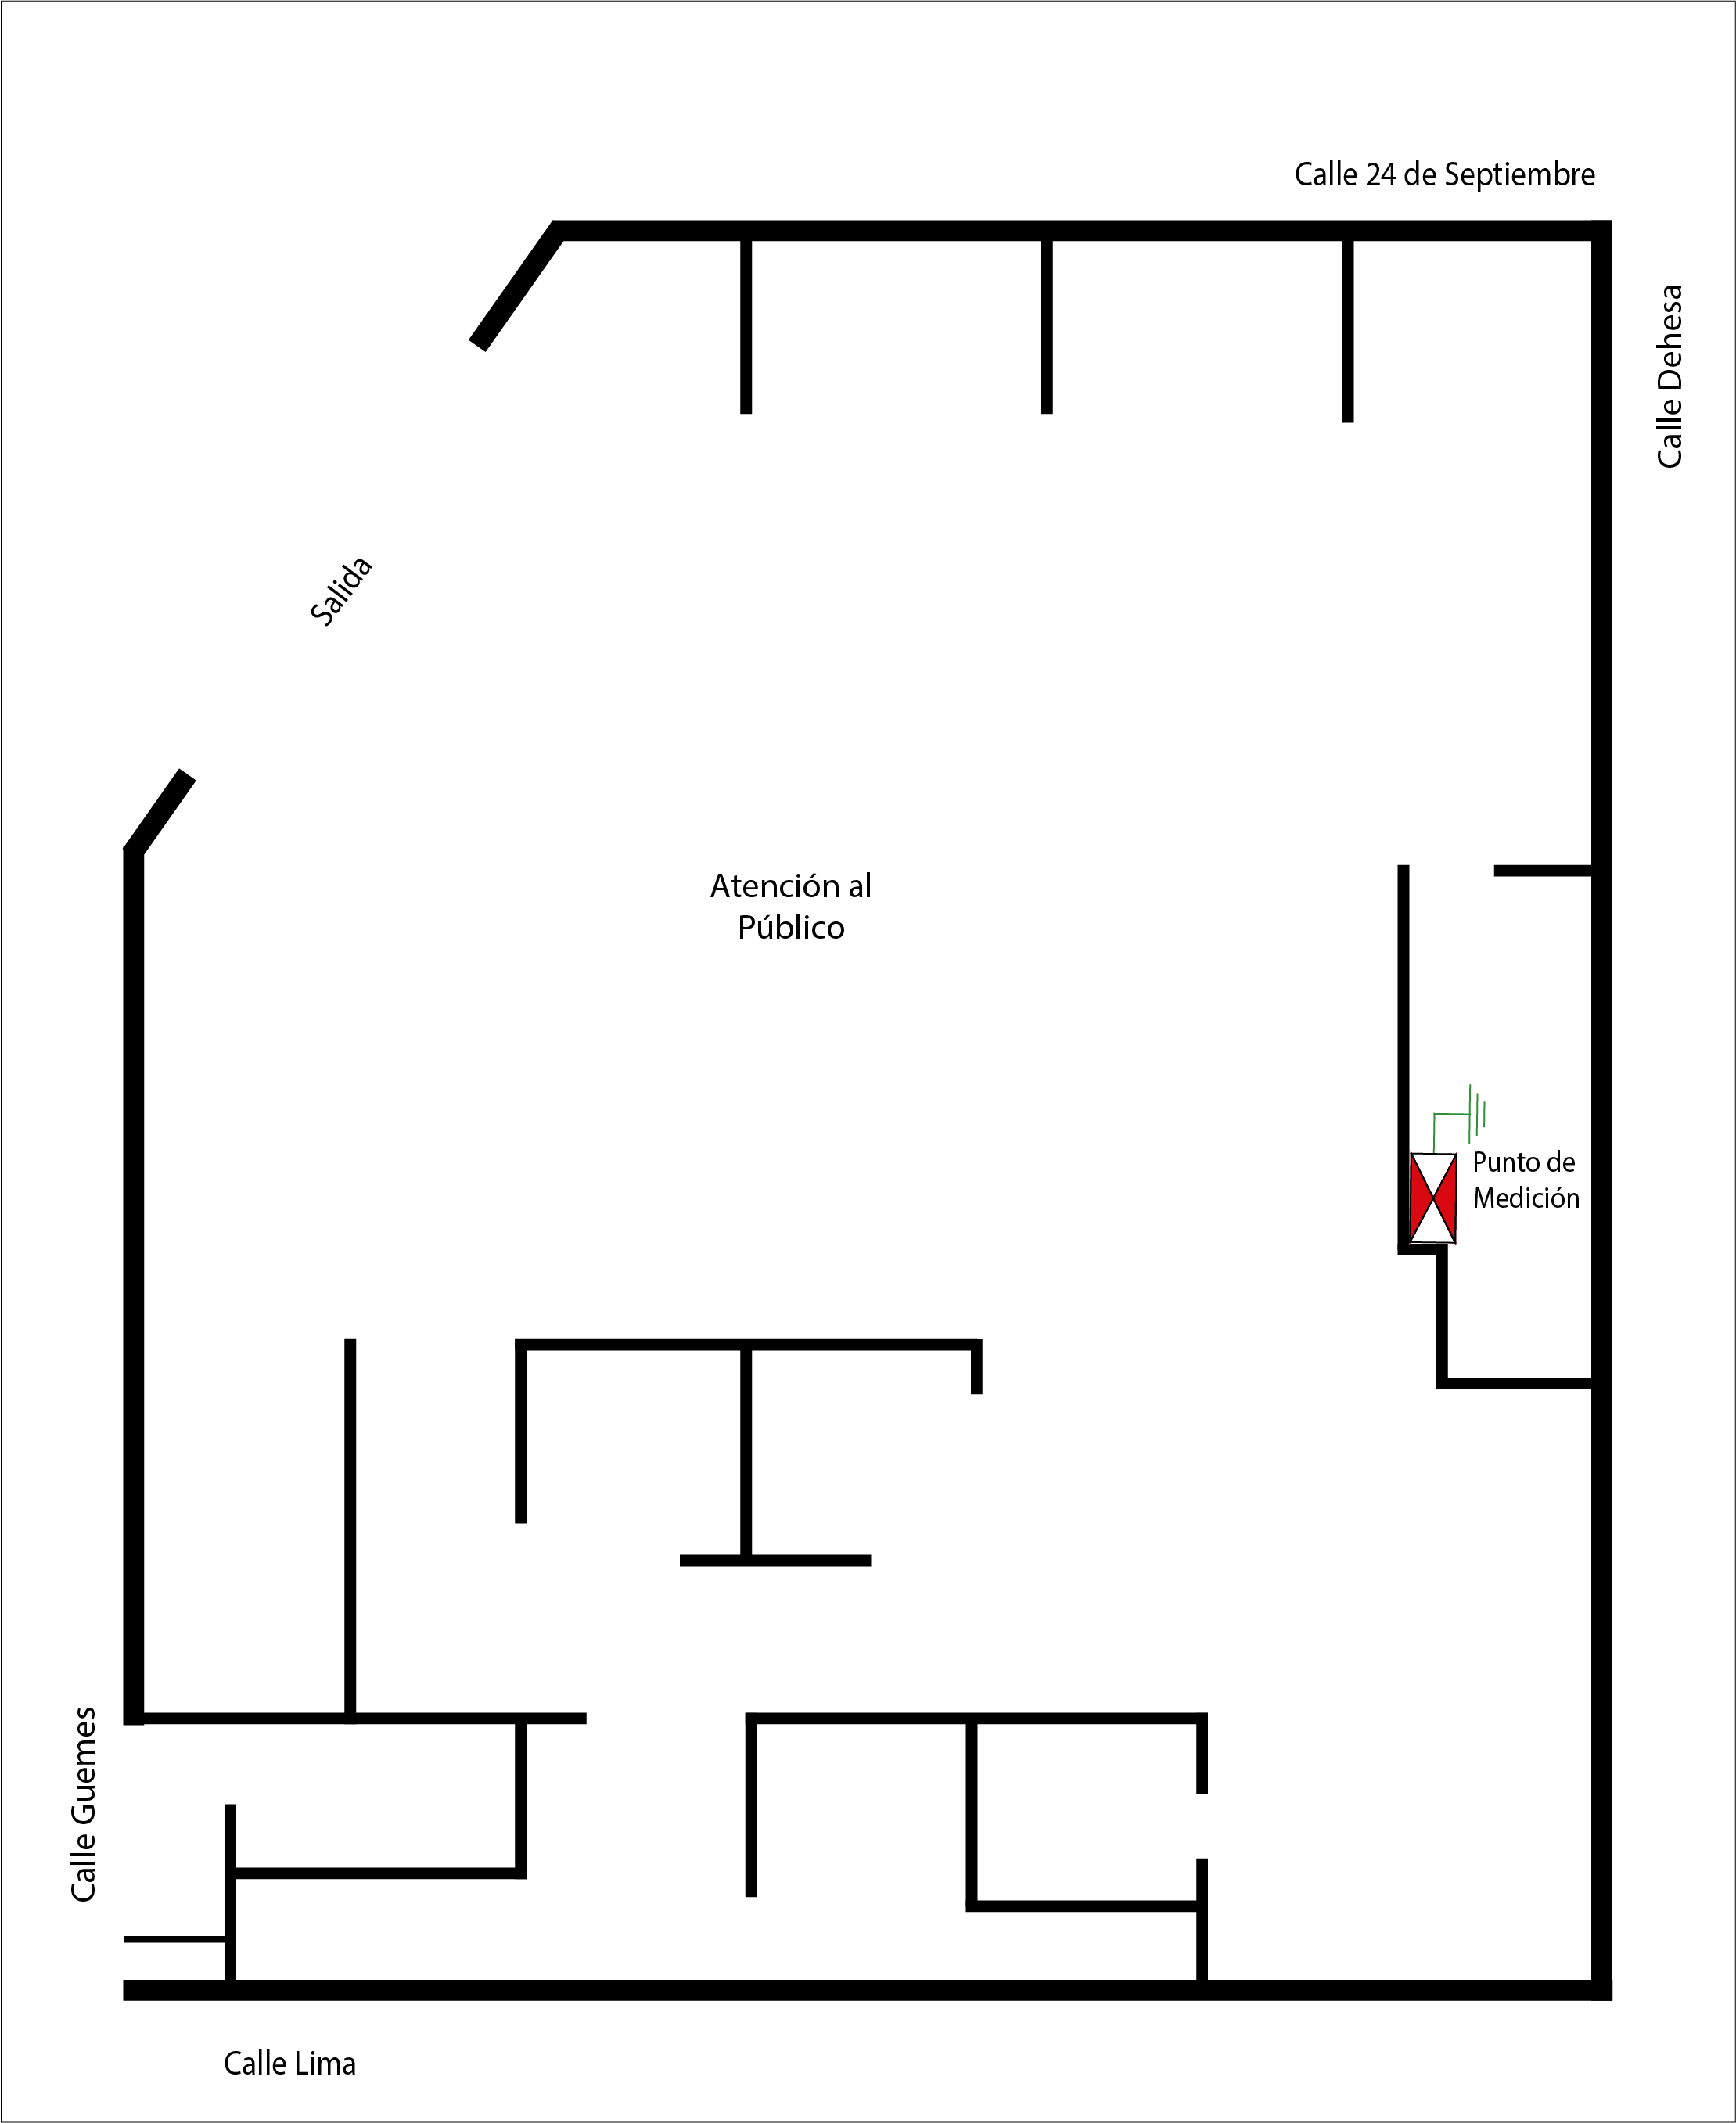 Calle 24 de Septiembre
Calle Dehesa
Salida
Atención al
Público
Punto de
Medición
Calle Guemes
Calle Lima